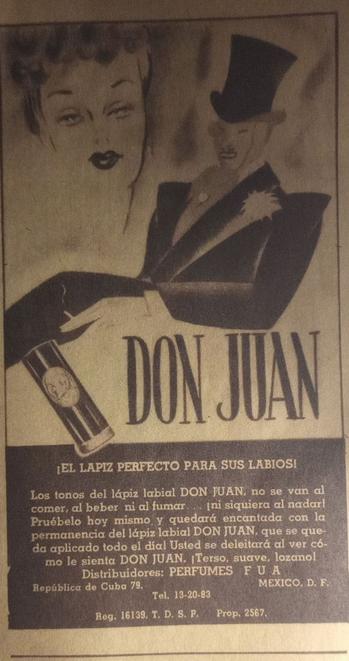 DON JUAN
¡EL LAPIZ PERFECTO PARA SUS LABIOS!
Los tonos del lápiz labial DON JUAN, no se van al
comer, al beber ni al fumar... ¡ni siquiera al nadar!
Pruébelo hoy mismo y quedará encantada con la
permanencia del lápiz labial DON JUAN, que se que-
da aplicado todo el día! Usted se deleitará al ver có-
mo le sienta DON JUAN. ¡Terso, suave, lozano!
Distribuidores: PERFUMES F U A
República de Cuba 79. MEXICO, D. F.
Tel. 13-20-83
Reg. 16139. T. D. S. P. Prop. 2567.